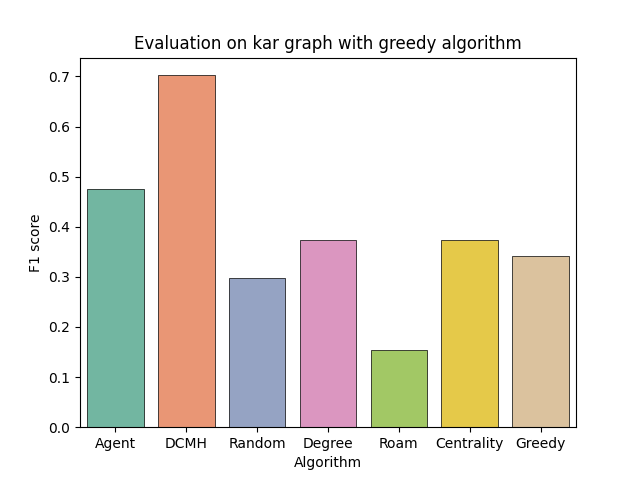 Evaluation on kar graph with greedy algorithm
F1 score
0.7
0.6
0.5
0.4
0.3
0.2
0.1
0.0
Agent DCMH Random Degree Roam Centrality Greedy
Algorithm